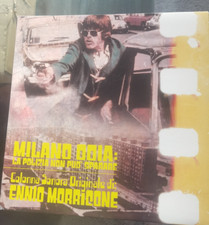 MILANO ODIA:
LA POLIZIA NON PUÒ SPARARE
Colonna Sonora Originale di
ENNIO MORRICONE